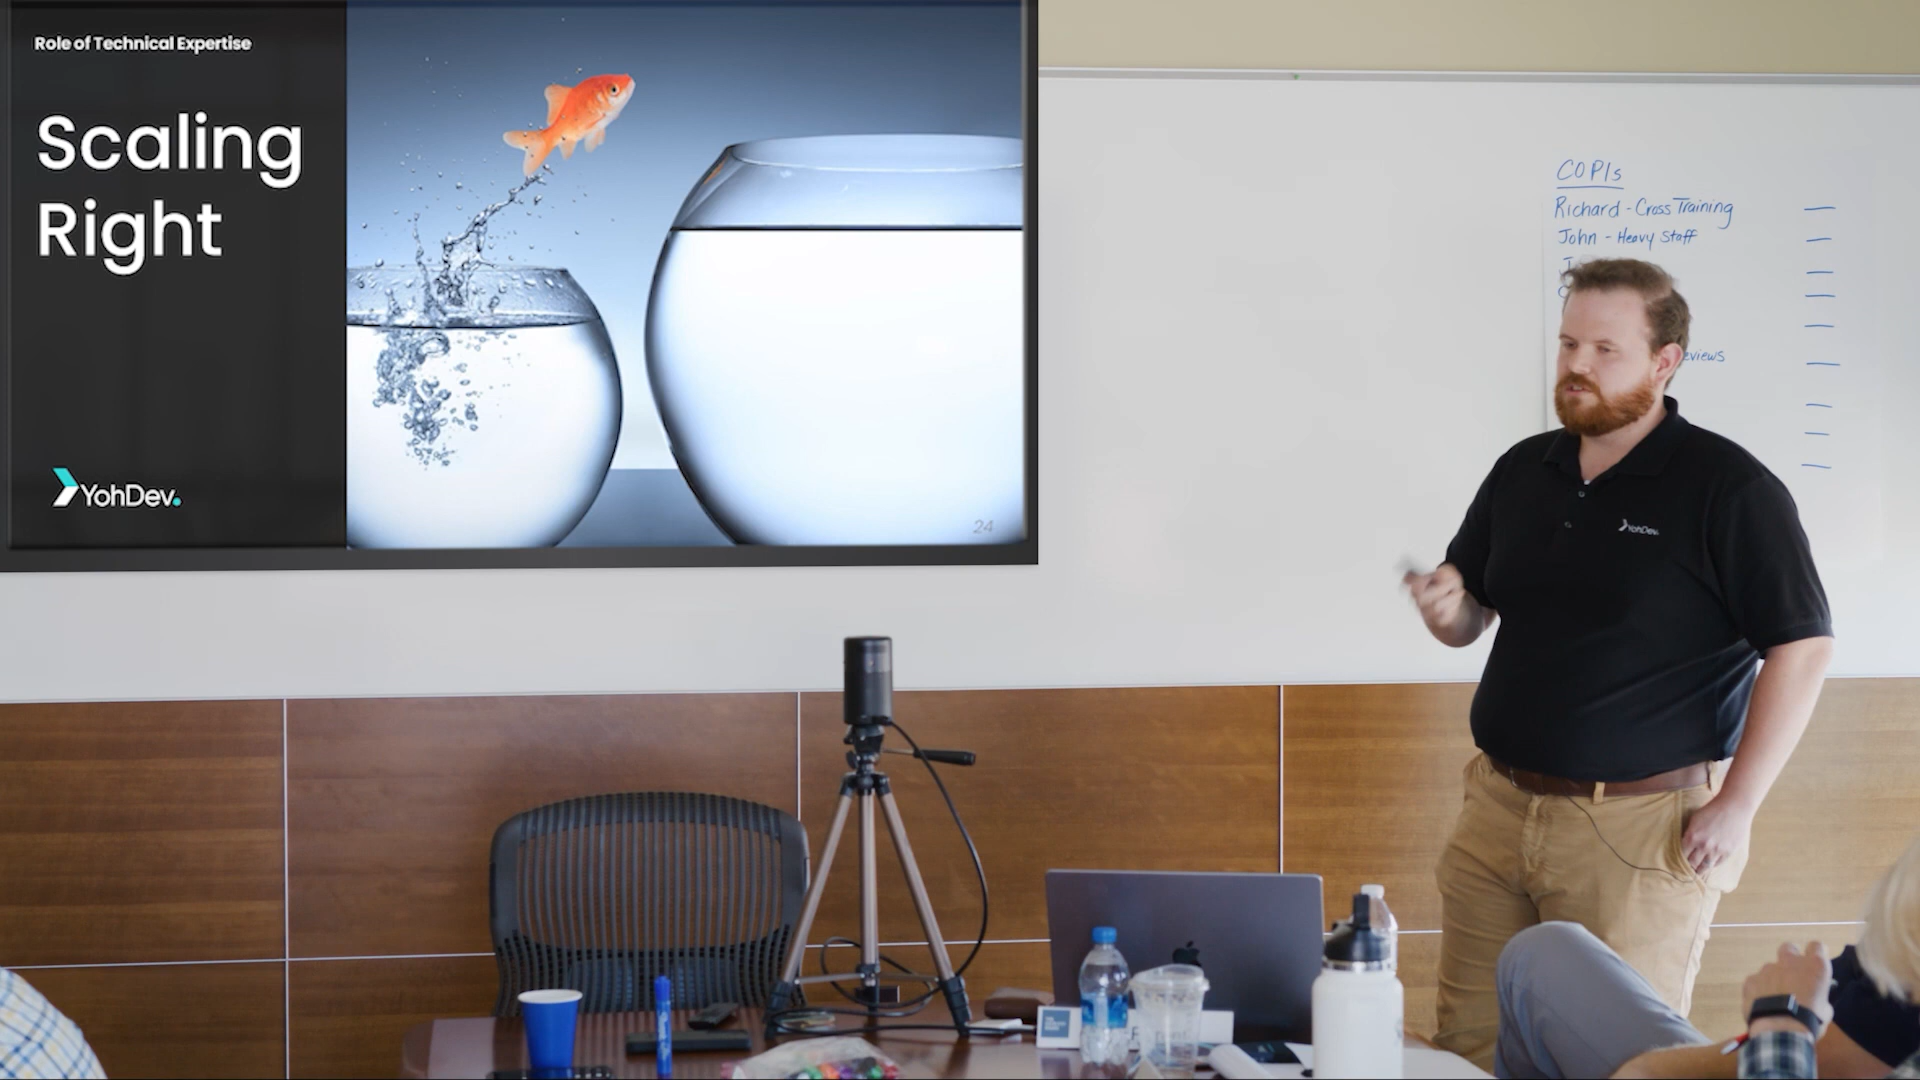 Role of Technical Expertise
Scaling
Right
YohDev.
24
COPIs
Richard - Cross Training
John - Heavy Staff
eviews
YohDev.